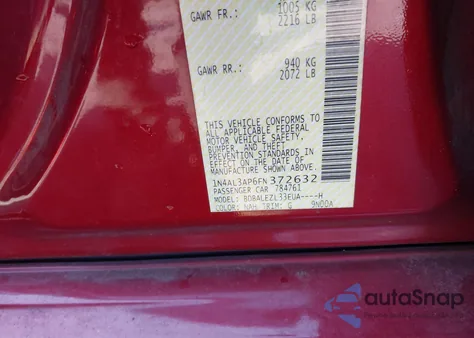 GAWR FR.: 1005 KG
2216 LB
GAWR RR.: 940 KG
2072 LB
THIS VEHICLE CONFORMS TO
ALL APPLICABLE FEDERAL
MOTOR VEHICLE SAFETY,
BUMPER, AND THEFT
PREVENTION STANDARDS IN
EFFECT ON THE DATE OF
MANUFACTURE SHOWN ABOVE.
1N4AL3AP6FN372632
PASSENGER CAR 784761
MODEL: BDBALEZL33EUA----H
COLOR: NAH TRIM: G 9N00A
autoSnap